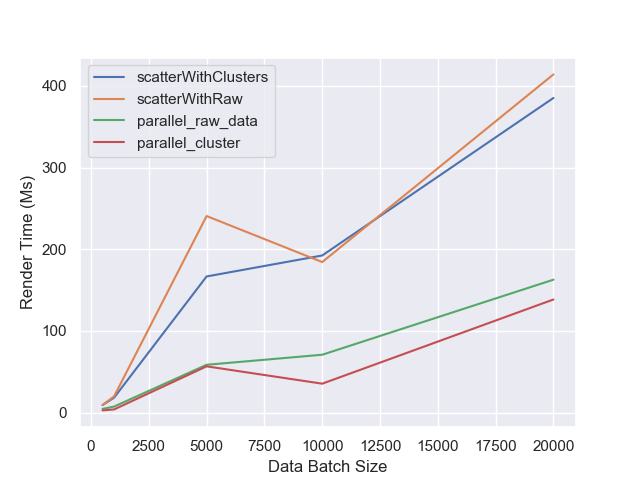 scatterWithClusters
scatterWithRaw
parallel_raw_data
parallel_cluster
400
300
200
100
0
Render Time (Ms)
0 2500 5000 7500 10000 12500 15000 17500 20000
Data Batch Size